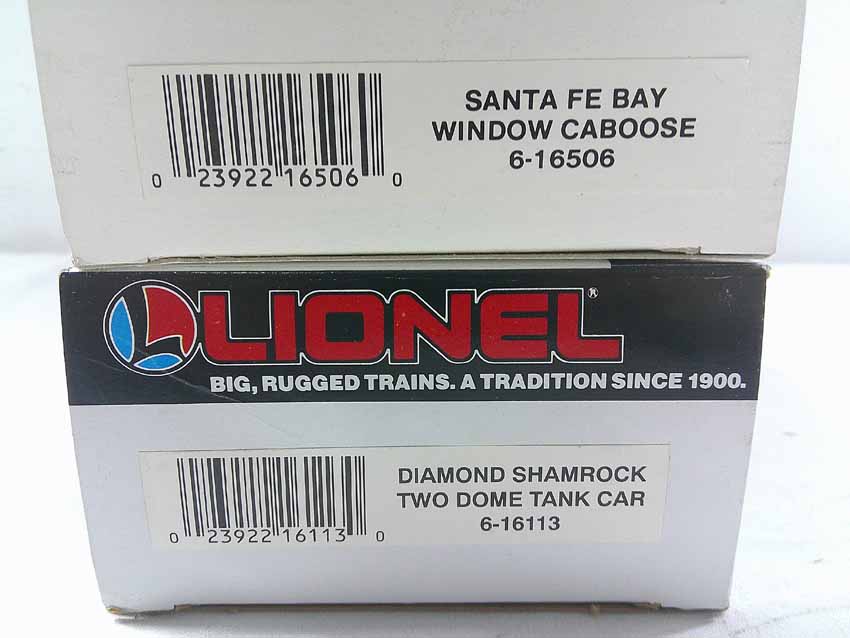 SANTA FE BAY
WINDOW CABOOSE
6-16506
0 23922 16506 0
LIONEL®
BIG, RUGGED TRAINS. A TRADITION SINCE 1900.
DIAMOND SHAMROCK
TWO DOME TANK CAR
6-16113
0 23922 16113 0